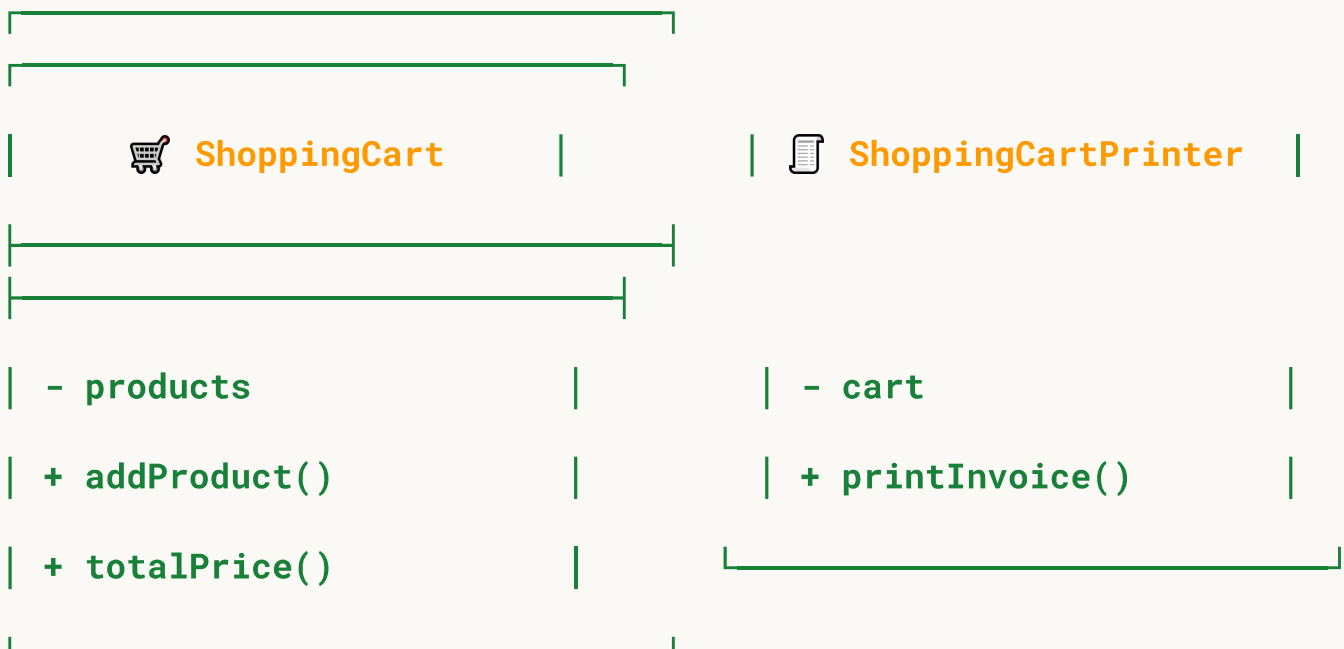 🛒 ShoppingCart | | 🧾 ShoppingCartPrinter |
| - products | | - cart |
| + addProduct() | | + printInvoice() |
| + totalPrice() |